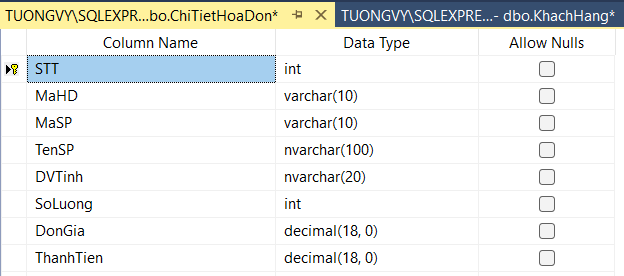 TUONGVY\SQLEXPR...bo.ChiTietHoaDon* TUONGVY\SQLEXPRE...- dbo.KhachHang*
Column Name Data Type Allow Nulls
STT int
MaHD varchar(10)
MaSP varchar(10)
TenSP nvarchar(100)
DVTinh nvarchar(20)
SoLuong int
DonGia decimal(18, 0)
ThanhTien decimal(18, 0)